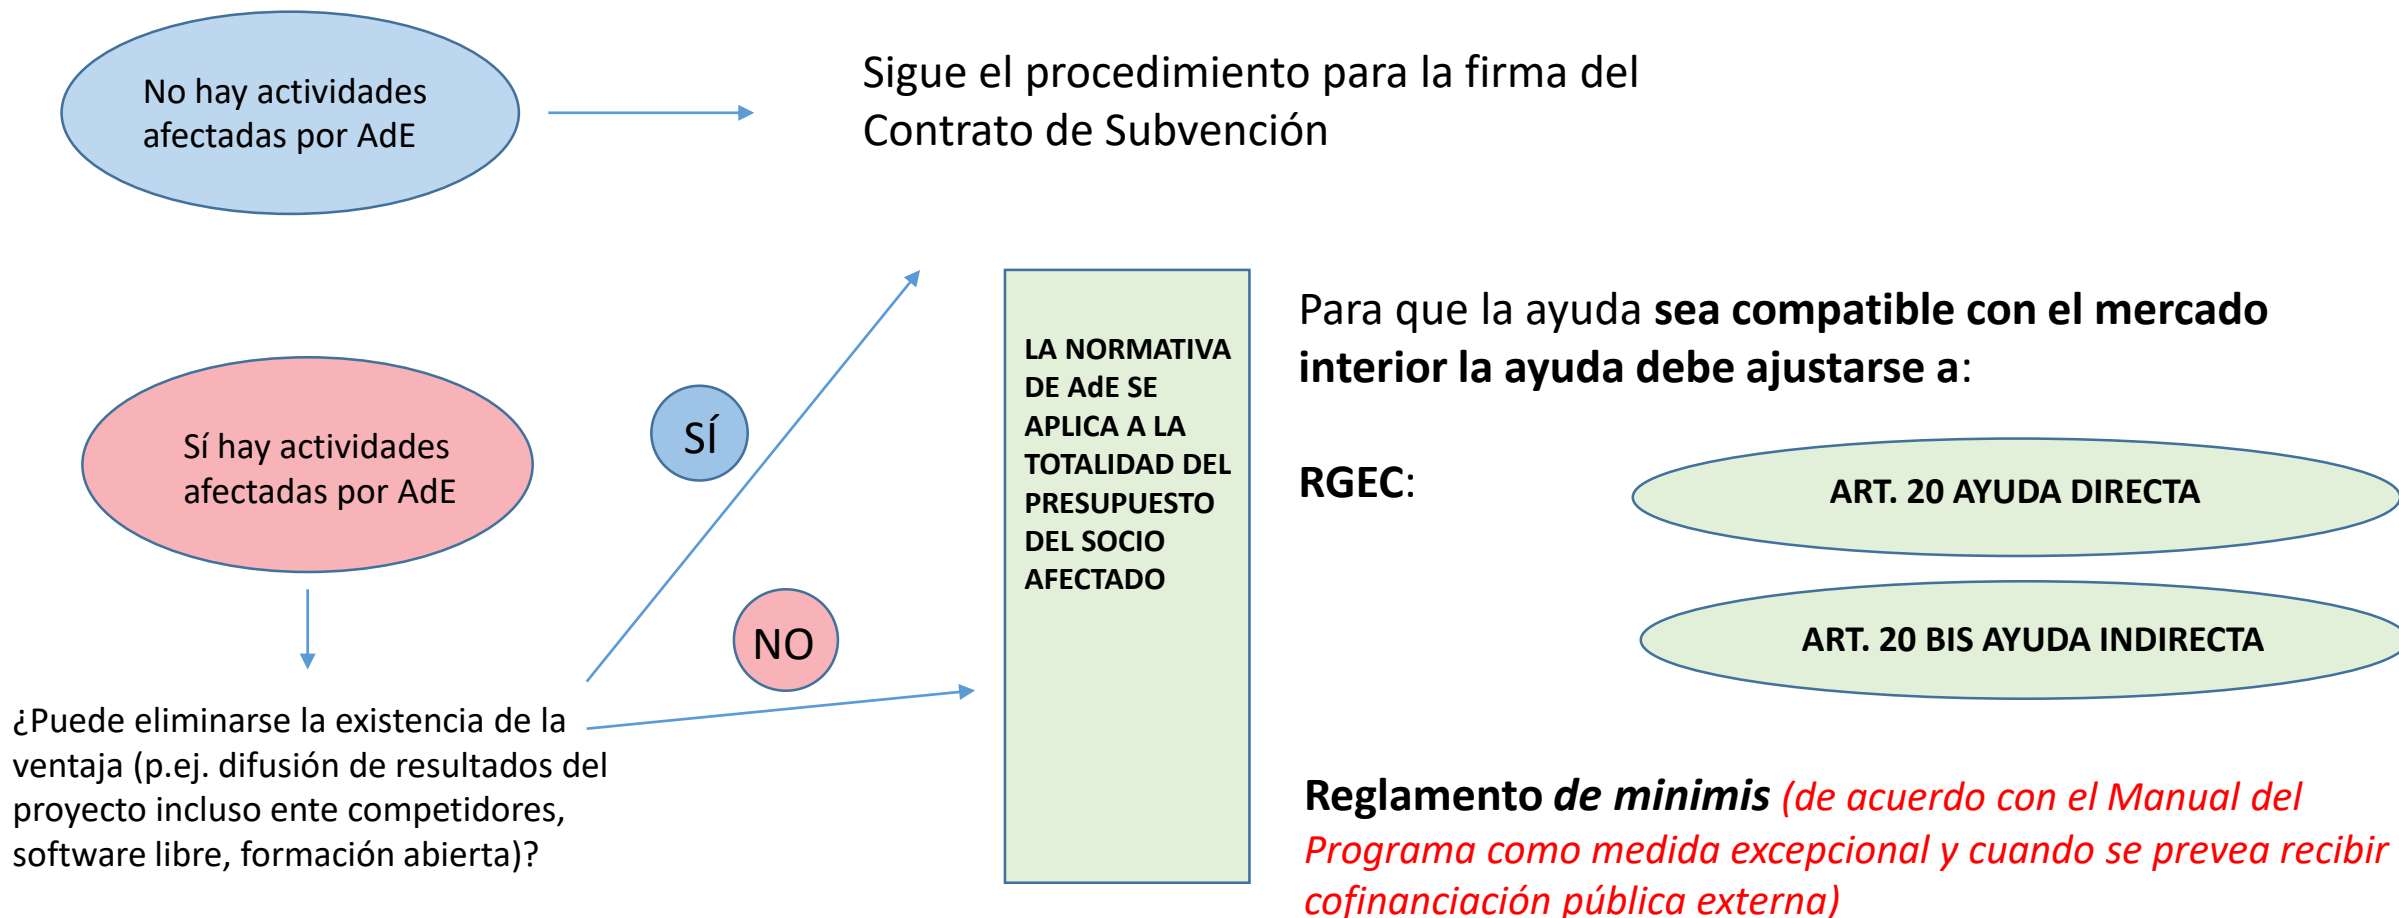 No hay actividades
afectadas por AdE
Sigue el procedimiento para la firma del
Contrato de Subvención
Sí hay actividades
afectadas por AdE
SÍ
NO
¿Puede eliminarse la existencia de la
ventaja (p.ej. difusión de resultados del
proyecto incluso ente competidores,
software libre, formación abierta)?
LA NORMATIVA
DE AdE SE
APLICA A LA
TOTALIDAD DEL
PRESUPUESTO
DEL SOCIO
AFECTADO
Para que la ayuda sea compatible con el mercado
interior la ayuda debe ajustarse a:
RGEC:
ART. 20 AYUDA DIRECTA
ART. 20 BIS AYUDA INDIRECTA
Reglamento de minimis (de acuerdo con el Manual del
Programa como medida excepcional y cuando se prevea recibir
cofinanciación pública externa)